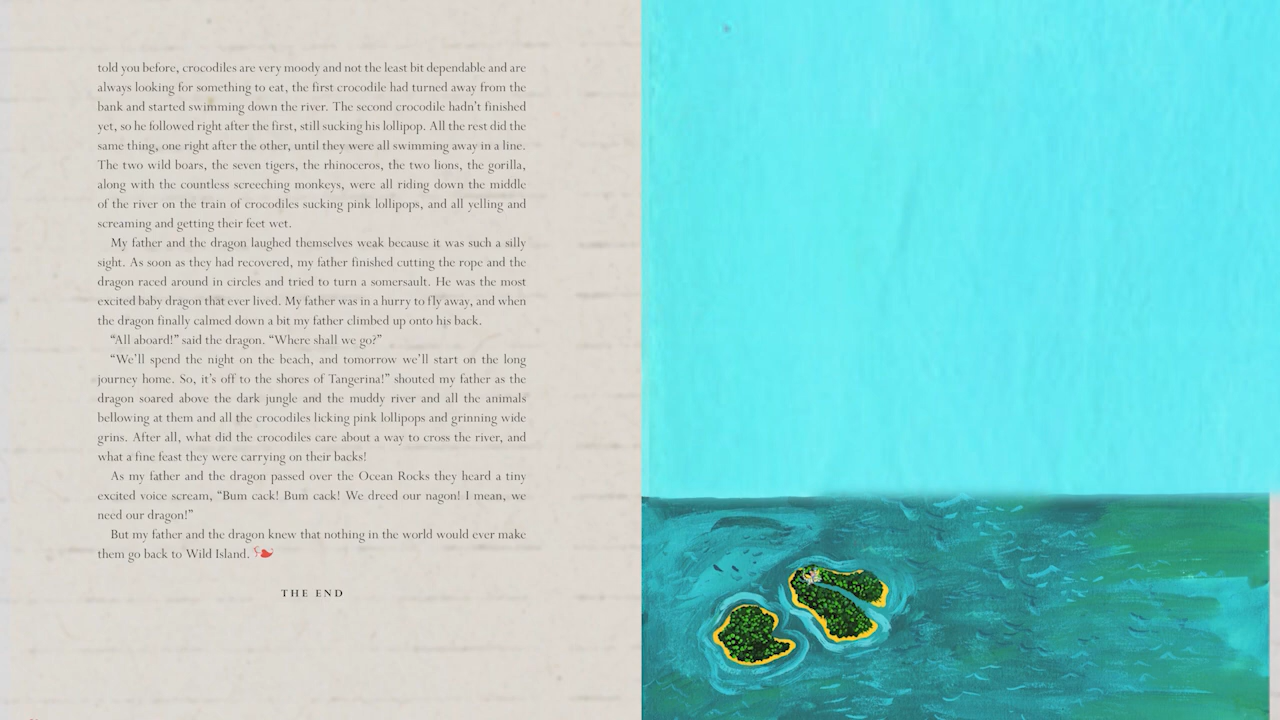 told you before, crocodiles are very moody and not the least bit dependable and are
always looking for something to eat, the first crocodile had turned away from the
bank and started swimming down the river. The second crocodile hadn’t finished
yet, so he followed right after the first, still sucking his lollipop. All the rest did the
same thing, one right after the other, until they were all swimming away in a line.
The two wild boars, the seven tigers, the rhinoceros, the two lions, the gorilla,
along with the countless screeching monkeys, were all riding down the middle
of the river on the train of crocodiles sucking pink lollipops, and all yelling and
screaming and getting their feet wet.
My father and the dragon laughed themselves weak because it was such a silly
sight. As soon as they had recovered, my father finished cutting the rope and the
dragon raced around in circles and tried to turn a somersault. He was the most
excited baby dragon that ever lived. My father was in a hurry to fly away, and when
the dragon finally calmed down a bit my father climbed up onto his back.
“All aboard!” said the dragon. “Where shall we go?”
“We’ll spend the night on the beach, and tomorrow we’ll start on the long
journey home. So, it’s off to the shores of Tangerina!” shouted my father as the
dragon soared above the dark jungle and the muddy river and all the animals
bellowing at them and all the crocodiles licking pink lollipops and grinning wide
grins. After all, what did the crocodiles care about a way to cross the river, and
what a fine feast they were carrying on their backs!
As my father and the dragon passed over the Ocean Rocks they heard a tiny
excited voice scream, “Bum cack! Bum cack! We dreed our nagon! I mean, we
need our dragon!”
But my father and the dragon knew that nothing in the world would ever make
them go back to Wild Island.
THE END